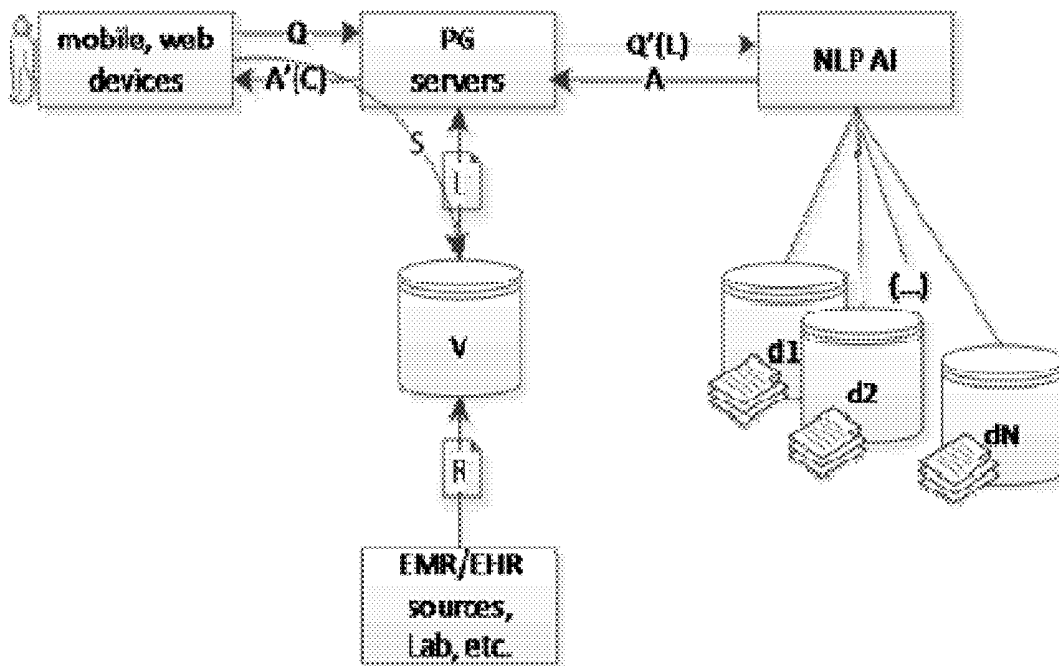 mobile, web
devices
Q
A'(C)
PG
servers
Q'(L)
A
NLP AI
S
L
V
(...)
d1
d2
dN
EMR/EHR
sources,
Lab, etc.